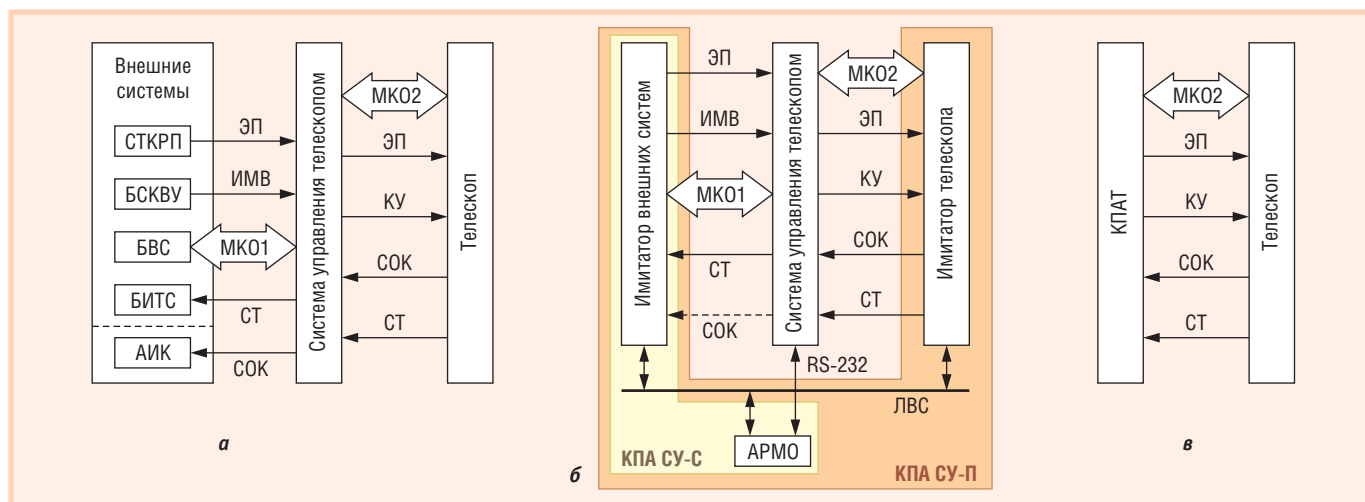 Внешние
системы
СТКРП
БСКВУ
БВС
БИТС
АИК
ЭП
ИМВ
МКО1
СТ
СОК
Система управления телескопом
МКО2
ЭП
КУ
СОК
СТ
Телескоп
а
Имитатор внешних систем
ЭП
ИМВ
МКО1
СТ
СОК
Система управления телескопом
МКО2
ЭП
КУ
СОК
СТ
Имитатор телескопа
RS-232
ЛВС
АРМО
КПА СУ-С
КПА СУ-П
б
КПАТ
МКО2
ЭП
КУ
СОК
СТ
Телескоп
в